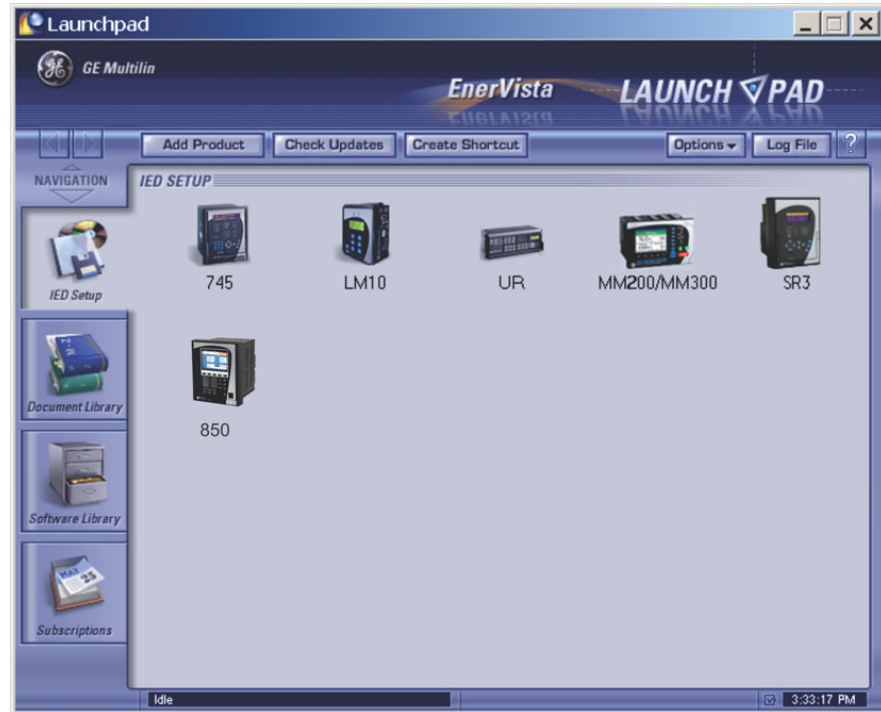 Launchpad
GE Multilin
EnerVista LAUNCH PAD
Add Product Check Updates Create Shortcut Options Log File ?
NAVIGATION
IED SETUP
IED Setup
745 LM10 UR MM200/MM300 SR3
Document Library
850
Software Library
MAY 25
Subscriptions
Idle 3:33:17 PM